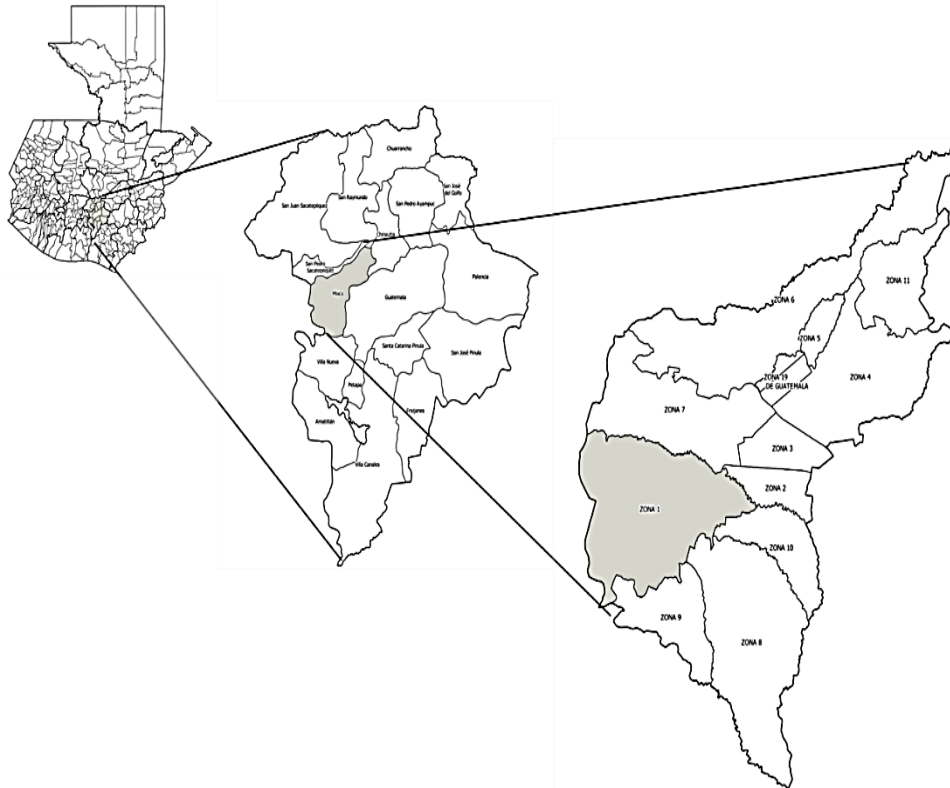 Chuarrancho
San José
del Golfo
San Raymundo
San Juan Sacatepéquez
San Pedro Ayampuc
Chinautla
San Pedro
Sacatepéquez
Palencia
Mixco
Guatemala
Santa Catarina Pinula
San José Pinula
Villa Nueva
Petapa
Fraijanes
Amatitlán
Villa Canales
ZONA 11
ZONA 6
ZONA 5
ZONA 19
DE GUATEMALA
ZONA 4
ZONA 7
ZONA 3
ZONA 2
ZONA 1
ZONA 10
ZONA 9
ZONA 8